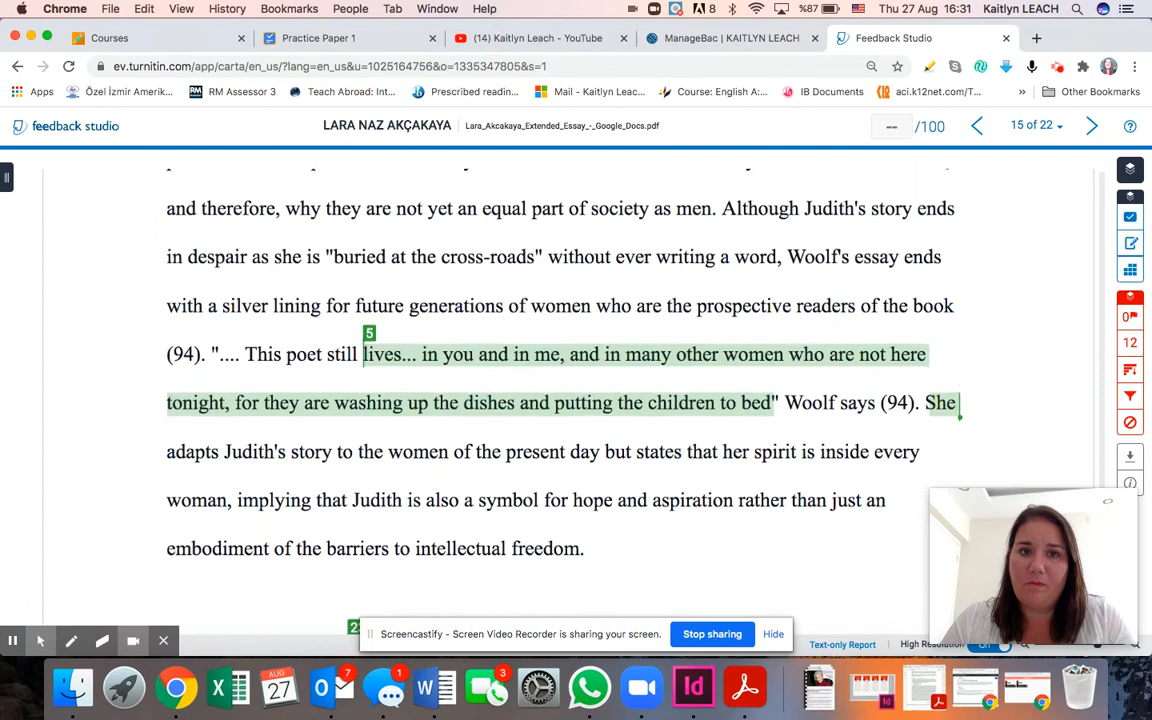 Chrome File Edit View History Bookmarks People Tab Window Help 8 %87 Thu 27 Aug 16:31 Kaitlyn LEACH
Courses Practice Paper 1 (14) Kaitlyn Leach - YouTube ManageBac | KAITLYN LEACH Feedback Studio
ev.turnitin.com/app/carta/en_us/?lang=en_us&u=1025164756&o=1335347805&s=1
Apps Özel İzmir Amerik... RM Assessor 3 Teach Abroad: Int... Prescribed readin... Mail - Kaitlyn Leac... Course: English A:... IB Documents aci.k12net.com/T... » Other Bookmarks
feedback studio LARA NAZ AKÇAKAYA Lara_Akcakaya_Extended_Essay_-_Google_Docs.pdf -- /100 15 of 22
and therefore, why they are not yet an equal part of society as men. Although Judith's story ends
in despair as she is "buried at the cross-roads" without ever writing a word, Woolf's essay ends
with a silver lining for future generations of women who are the prospective readers of the book
5
(94). ".... This poet still lives... in you and in me, and in many other women who are not here
tonight, for they are washing up the dishes and putting the children to bed" Woolf says (94). She
adapts Judith's story to the women of the present day but states that her spirit is inside every
woman, implying that Judith is also a symbol for hope and aspiration rather than just an
embodiment of the barriers to intellectual freedom.
0
12
Screencastify - Screen Video Recorder is sharing your screen. Stop sharing Hide
Text-only Report High Resolution On
7 1 3
27
Id